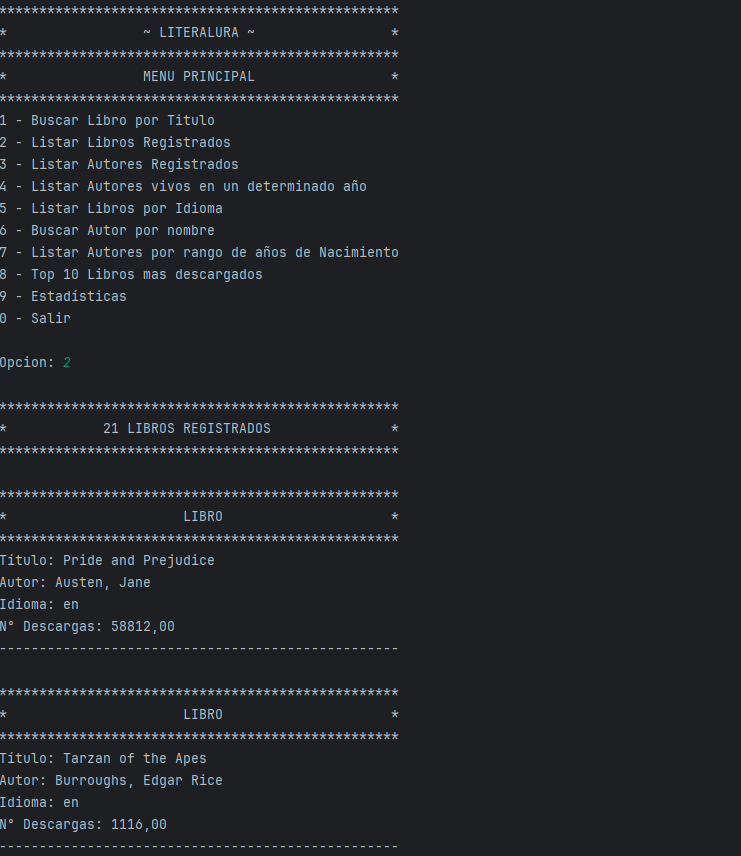 **************************************************
*                 ~ LITERALURA ~                 *
**************************************************
*                 MENU PRINCIPAL                 *
**************************************************
1 - Buscar Libro por Titulo
2 - Listar Libros Registrados
3 - Listar Autores Registrados
4 - Listar Autores vivos en un determinado año
5 - Listar Libros por Idioma
6 - Buscar Autor por nombre
7 - Listar Autores por rango de años de Nacimiento
8 - Top 10 Libros mas descargados
9 - Estadísticas
0 - Salir
Opcion: 2
**************************************************
*            21 LIBROS REGISTRADOS               *
**************************************************
**************************************************
*                      LIBRO                     *
**************************************************
Título: Pride and Prejudice
Autor: Austen, Jane
Idioma: en
N° Descargas: 58812,00
--------------------------------------------------
**************************************************
*                      LIBRO                     *
**************************************************
Título: Tarzan of the Apes
Autor: Burroughs, Edgar Rice
Idioma: en
N° Descargas: 1116,00
--------------------------------------------------